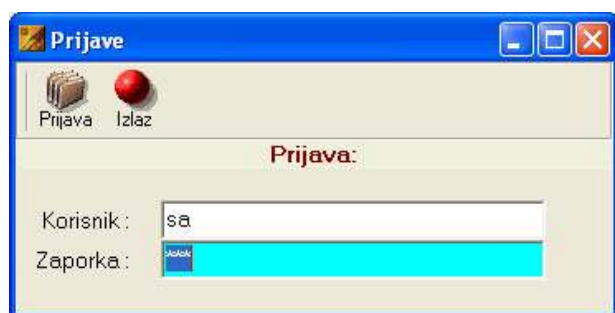 Prijave
Prijava Izlaz
Prijava:
Korisnik : sa
Zaporka : ***